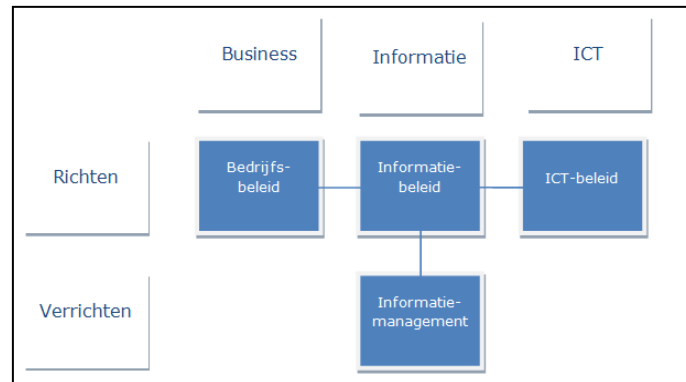 Business
Informatie
ICT
Richten
Bedrijfs-
beleid
Informatie-
beleid
ICT-beleid
Verrichten
Informatie-
management